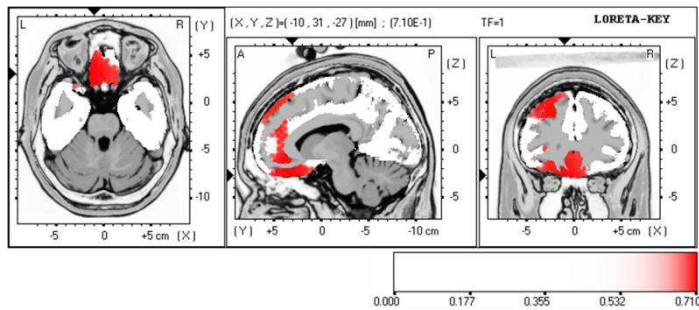 (X, Y, Z)=(-10, 31, -27) [mm] ; (7.10E-1) TF=1 LORETA-KEY
L R (Y)
+5
0
-5
-10
-5 0 +5 cm (X)
A P (Z)
+5
0
-5
(Y) +5 0 -5 -10 cm
L R (Z)
+5
0
-5
-5 0 +5 cm (X)
0.000 0.177 0.355 0.532 0.710